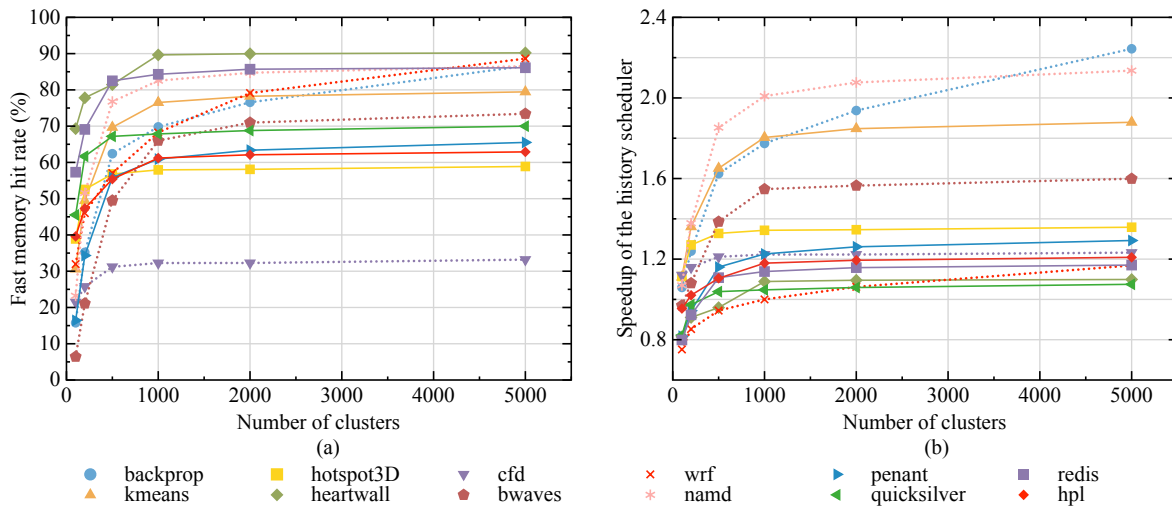 Fast memory hit rate (%)
100
90
80
70
60
50
40
30
20
10
0
0 1000 2000 3000 4000 5000
Number of clusters
(a)
Speedup of the history scheduler
2.4
2.0
1.6
1.2
0.8
0 1000 2000 3000 4000 5000
Number of clusters
(b)
backprop hotspot3D cfd wrf penant redis
kmeans heartwall bwaves namd quicksilver hpl